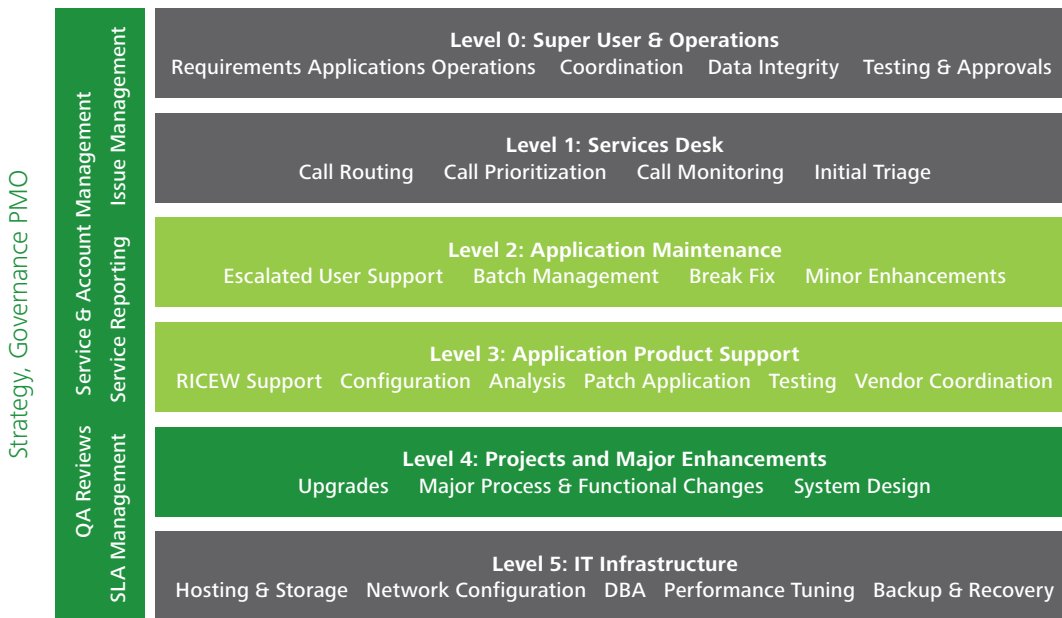 Strategy, Governance PMO
QA Reviews
Service & Account Management
SLA Management
Service Reporting
Issue Management
Level 0: Super User & Operations
Requirements Applications Operations Coordination Data Integrity Testing & Approvals
Level 1: Services Desk
Call Routing Call Prioritization Call Monitoring Initial Triage
Level 2: Application Maintenance
Escalated User Support Batch Management Break Fix Minor Enhancements
Level 3: Application Product Support
RICEW Support Configuration Analysis Patch Application Testing Vendor Coordination
Level 4: Projects and Major Enhancements
Upgrades Major Process & Functional Changes System Design
Level 5: IT Infrastructure
Hosting & Storage Network Configuration DBA Performance Tuning Backup & Recovery